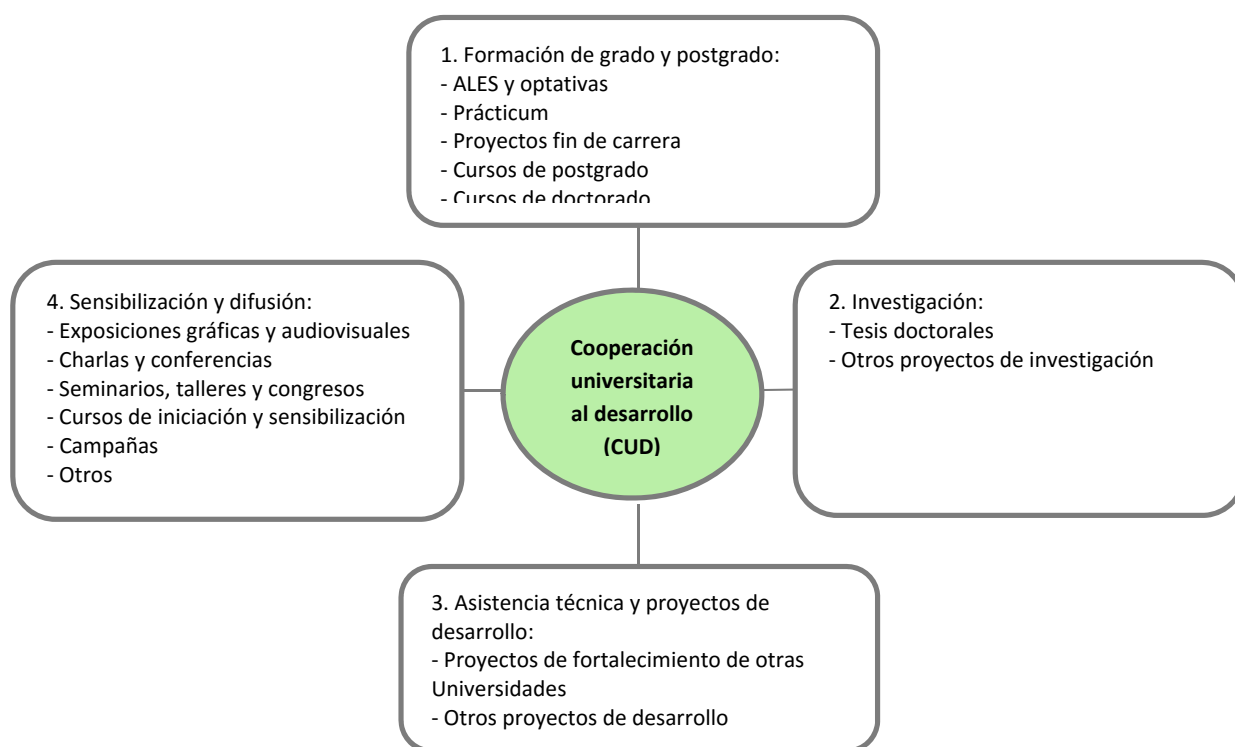 1. Formación de grado y postgrado:
- ALES y optativas
- Prácticum
- Proyectos fin de carrera
- Cursos de postgrado
- Cursos de doctorado
4. Sensibilización y difusión:
- Exposiciones gráficas y audiovisuales
- Charlas y conferencias
- Seminarios, talleres y congresos
- Cursos de iniciación y sensibilización
- Campañas
- Otros
Cooperación
universitaria
al desarrollo
(CUD)
2. Investigación:
- Tesis doctorales
- Otros proyectos de investigación
3. Asistencia técnica y proyectos de
desarrollo:
- Proyectos de fortalecimiento de otras
Universidades
- Otros proyectos de desarrollo